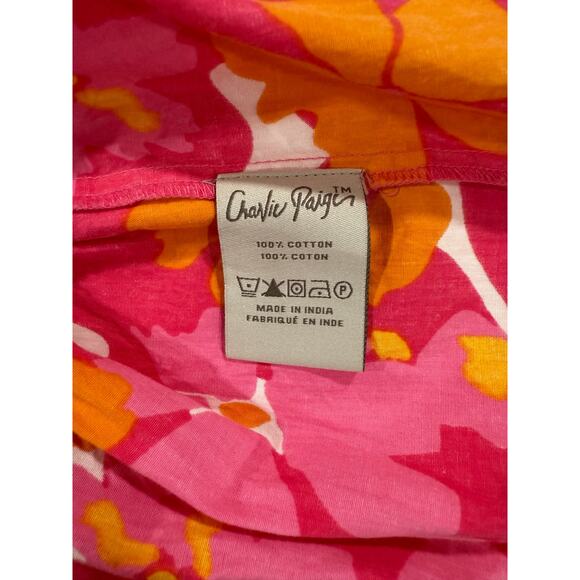 Charlie Paige™
100% COTTON
100% COTON
P
MADE IN INDIA
FABRIQUÉ EN INDE